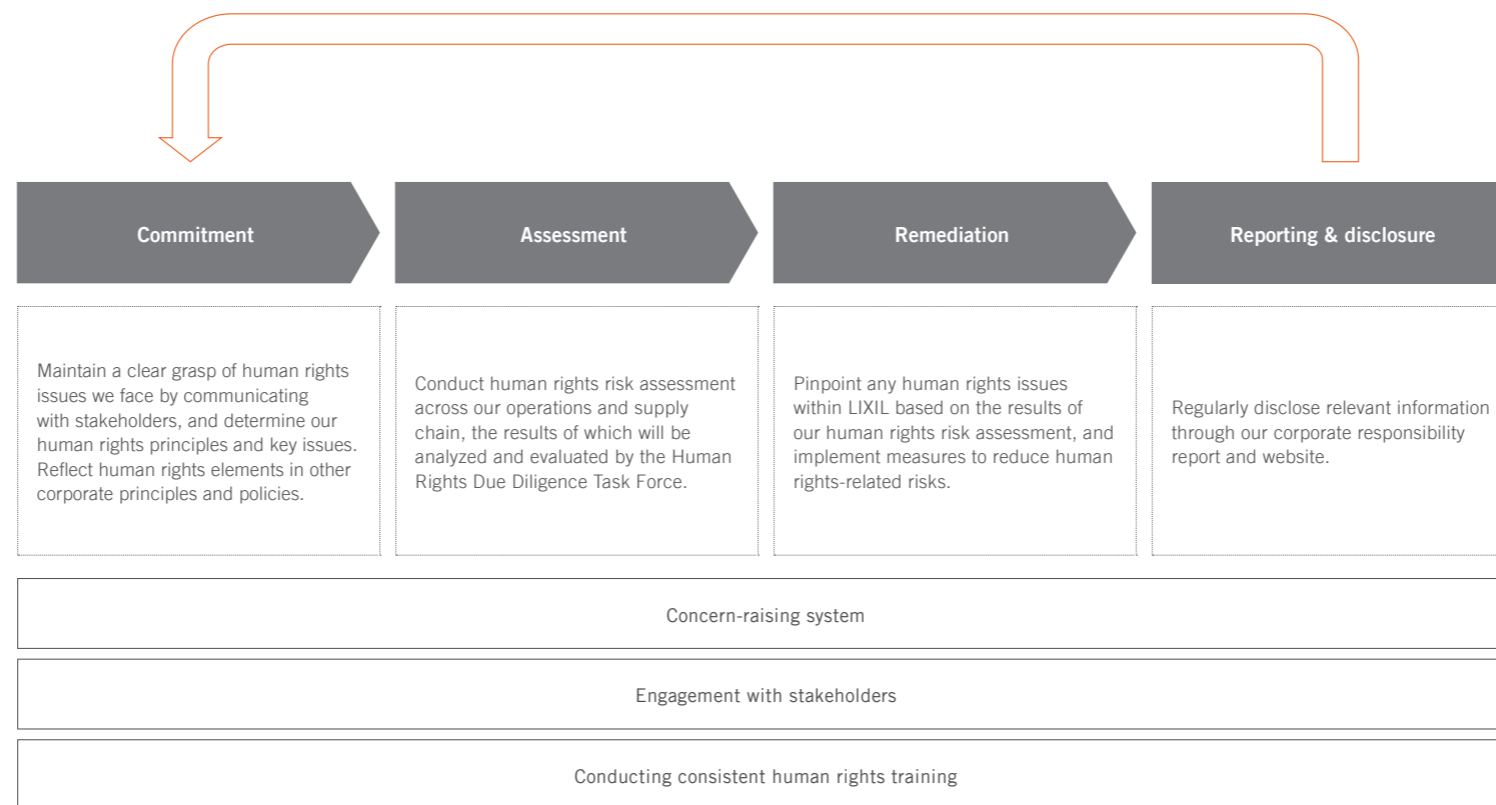 Commitment
Assessment
Remediation
Reporting & disclosure
Maintain a clear grasp of human rights
issues we face by communicating
with stakeholders, and determine our
human rights principles and key issues.
Reflect human rights elements in other
corporate principles and policies.
Conduct human rights risk assessment
across our operations and supply
chain, the results of which will be
analyzed and evaluated by the Human
Rights Due Diligence Task Force.
Pinpoint any human rights issues
within LIXIL based on the results of
our human rights risk assessment, and
implement measures to reduce human
rights-related risks.
Regularly disclose relevant information
through our corporate responsibility
report and website.
Concern-raising system
Engagement with stakeholders
Conducting consistent human rights training